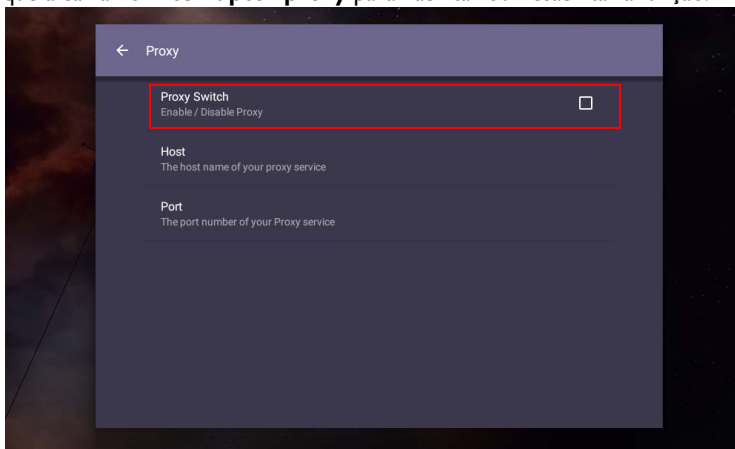 Proxy
Proxy Switch
Enable / Disable Proxy
Host
The host name of your proxy service
Port
The port number of your Proxy service